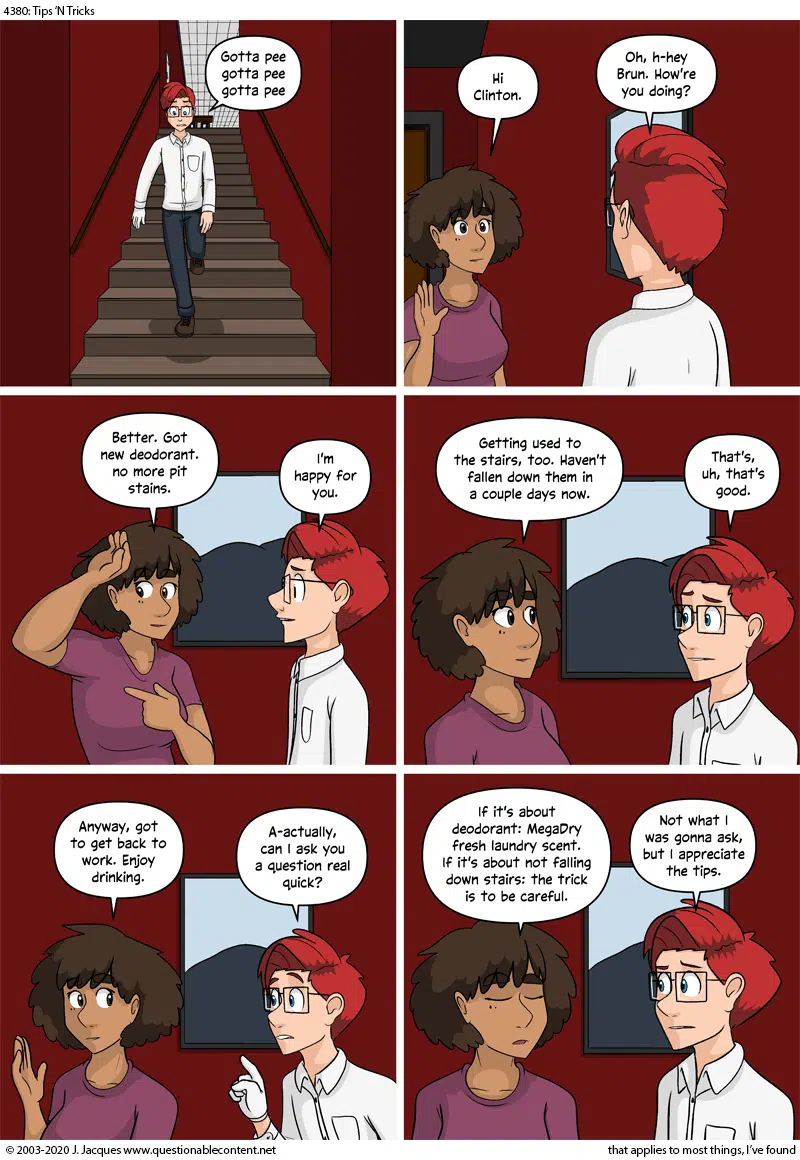 4380: Tips 'N Tricks
Gotta pee
gotta pee
gotta pee
Hi
Clinton.
Oh, h-hey
Brun. How're
you doing?
Better. Got
new deodorant.
no more pit
stains.
I'm
happy for
you.
Getting used to
the stairs, too. Haven't
fallen down them in
a couple days now.
That's,
uh, that's
good.
Anyway, got
to get back to
work. Enjoy
drinking.
A-actually,
can I ask you
a question real
quick?
If it's about
deodorant: MegaDry
fresh laundry scent.
If it's about not falling
down stairs: the trick
is to be careful.
Not what I
was gonna ask,
but I appreciate
the tips.
© 2003-2020 J. Jacques www.questionablecontent.net
that applies to most things, I've found